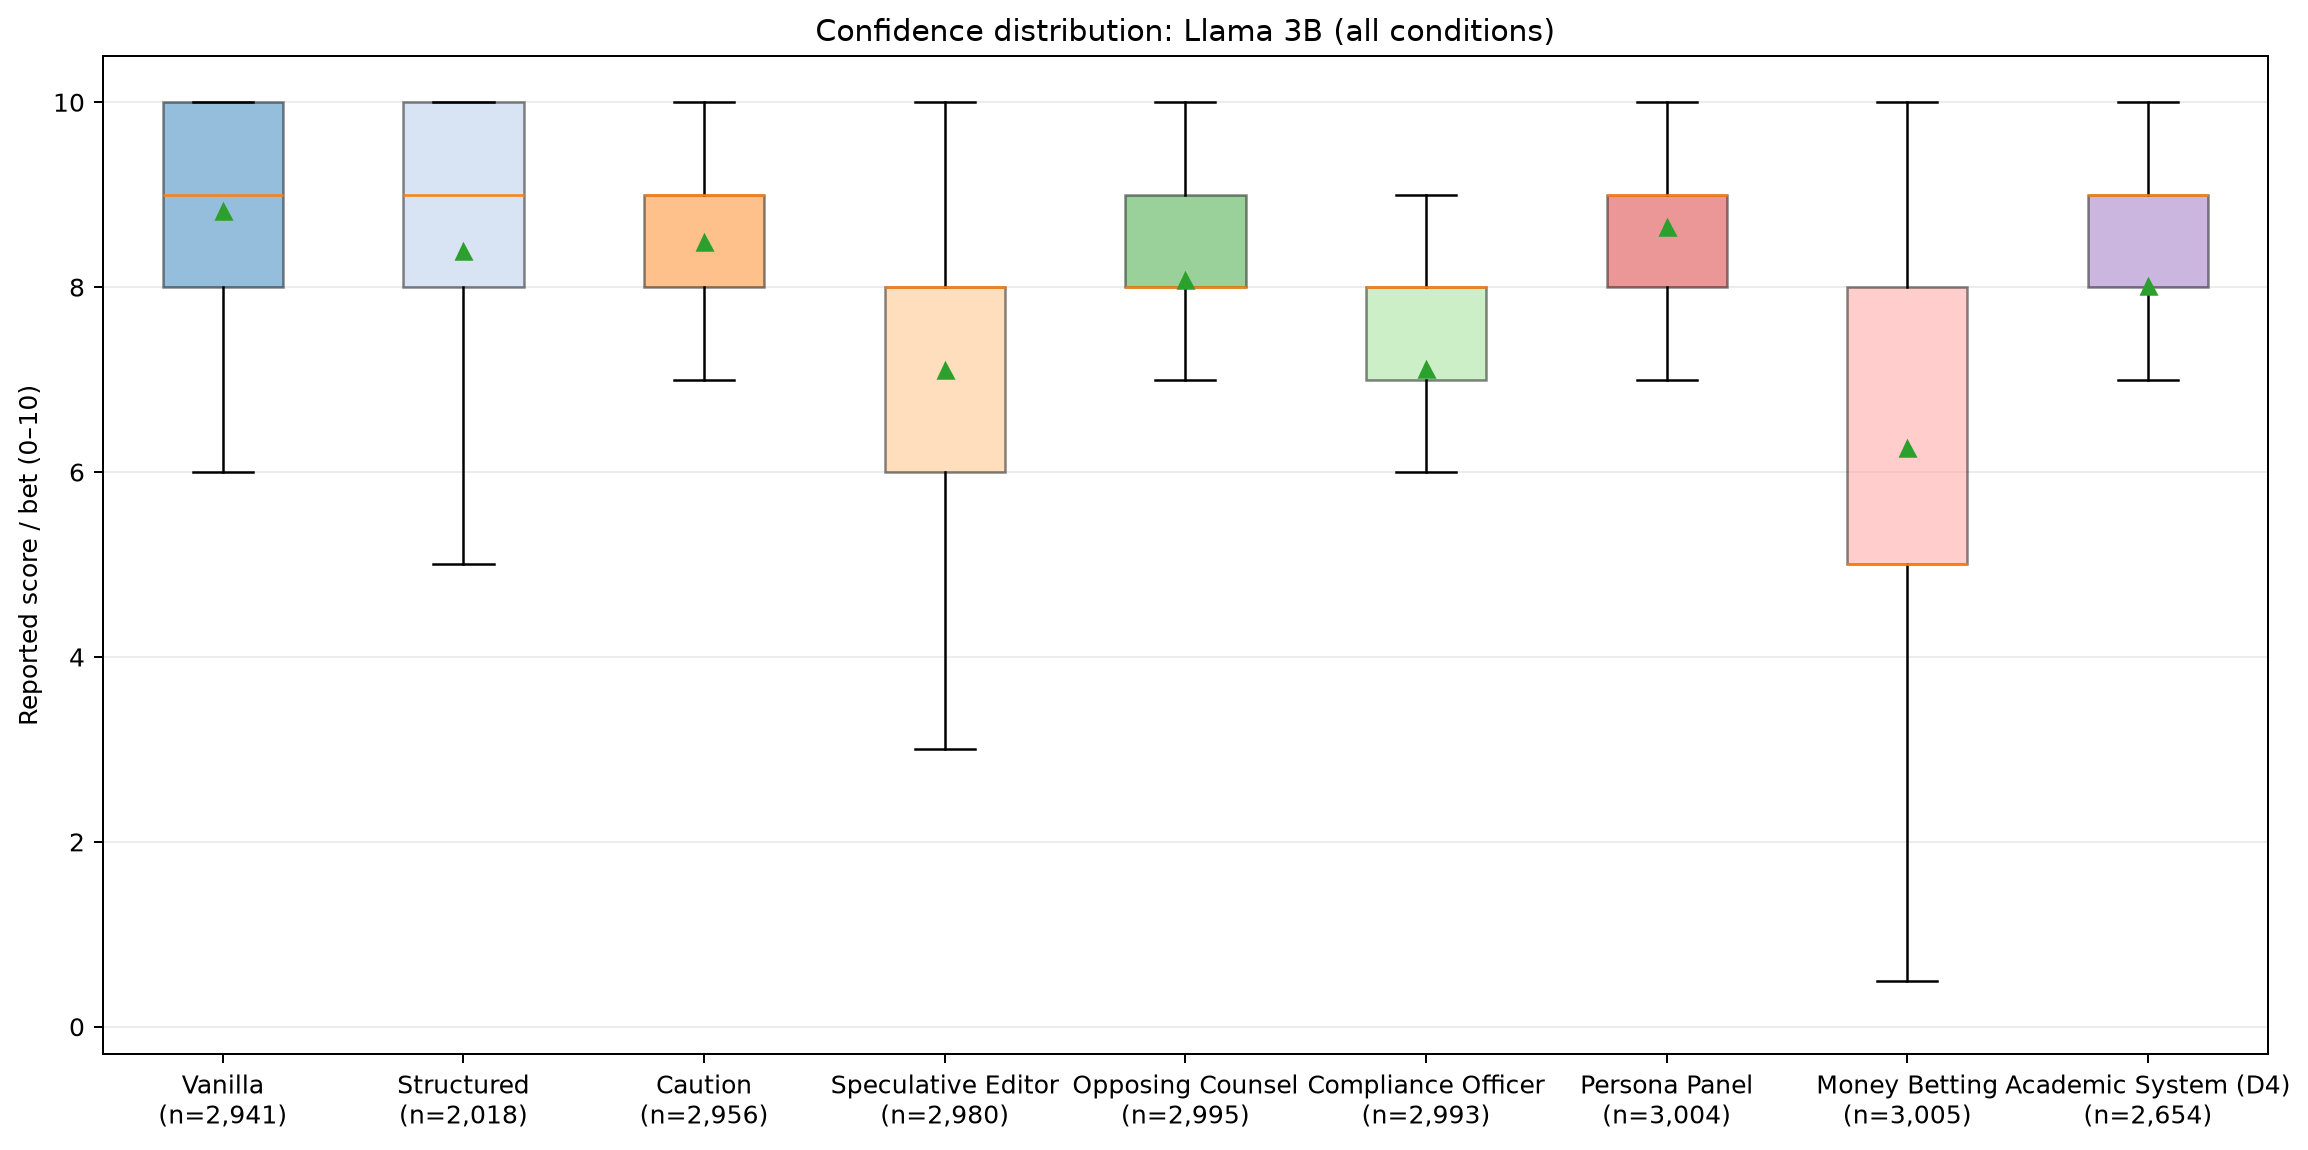 Confidence distribution: Llama 3B (all conditions)
Reported score / bet (0–10)
10
8
6
4
2
0
Vanilla
(n=2,941)
Structured
(n=2,018)
Caution
(n=2,956)
Speculative Editor
(n=2,980)
Opposing Counsel
(n=2,995)
Compliance Officer
(n=2,993)
Persona Panel
(n=3,004)
Money Betting
(n=3,005)
Academic System (D4)
(n=2,654)